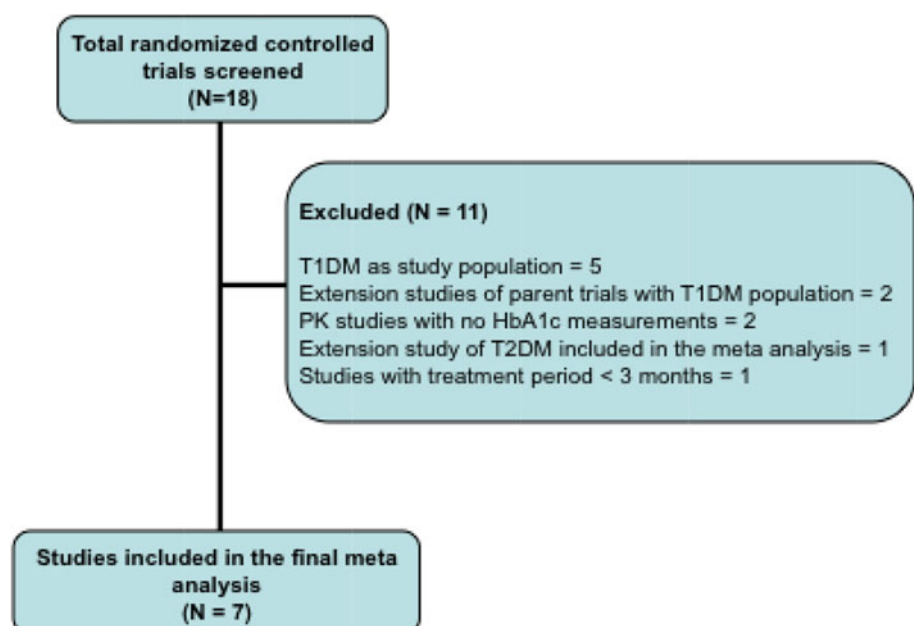 Total randomized controlled
trials screened
(N=18)
Excluded (N = 11)
T1DM as study population = 5
Extension studies of parent trials with T1DM population = 2
PK studies with no HbA1c measurements = 2
Extension study of T2DM included in the meta analysis = 1
Studies with treatment period < 3 months = 1
Studies included in the final meta
analysis
(N = 7)